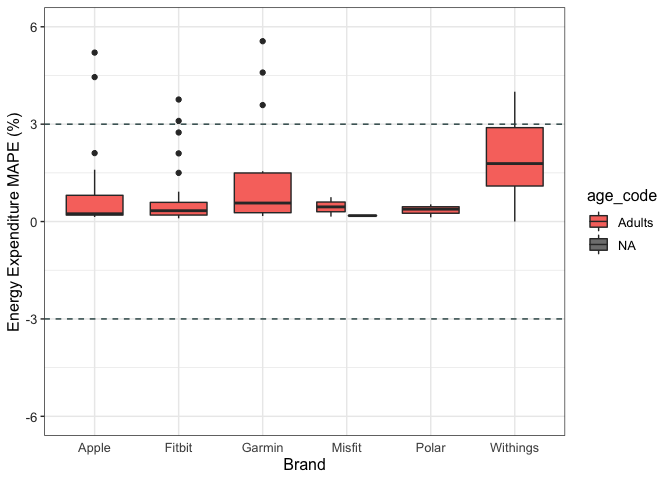 Energy Expenditure MAPE (%)
6
3
0
-3
-6
Apple Fitbit Garmin Misfit Polar Withings
Brand
age_code
Adults
NA